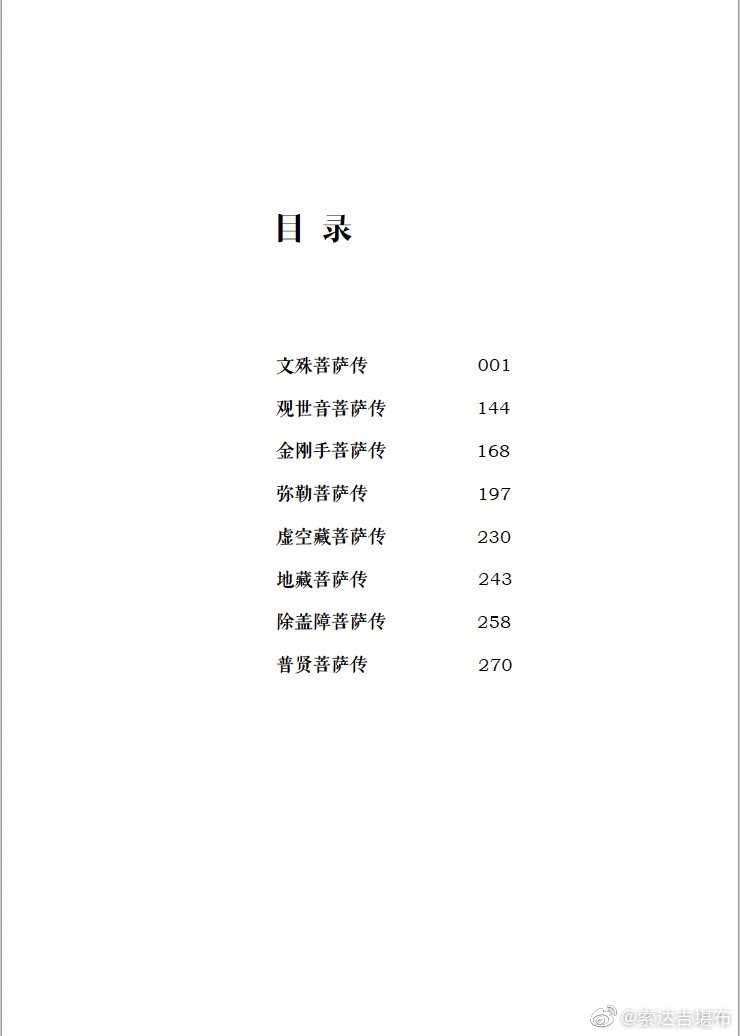 目 录
文殊菩萨传 001
观世音菩萨传 144
金刚手菩萨传 168
弥勒菩萨传 197
虚空藏菩萨传 230
地藏菩萨传 243
除盖障菩萨传 258
普贤菩萨传 270
@索达吉堪布